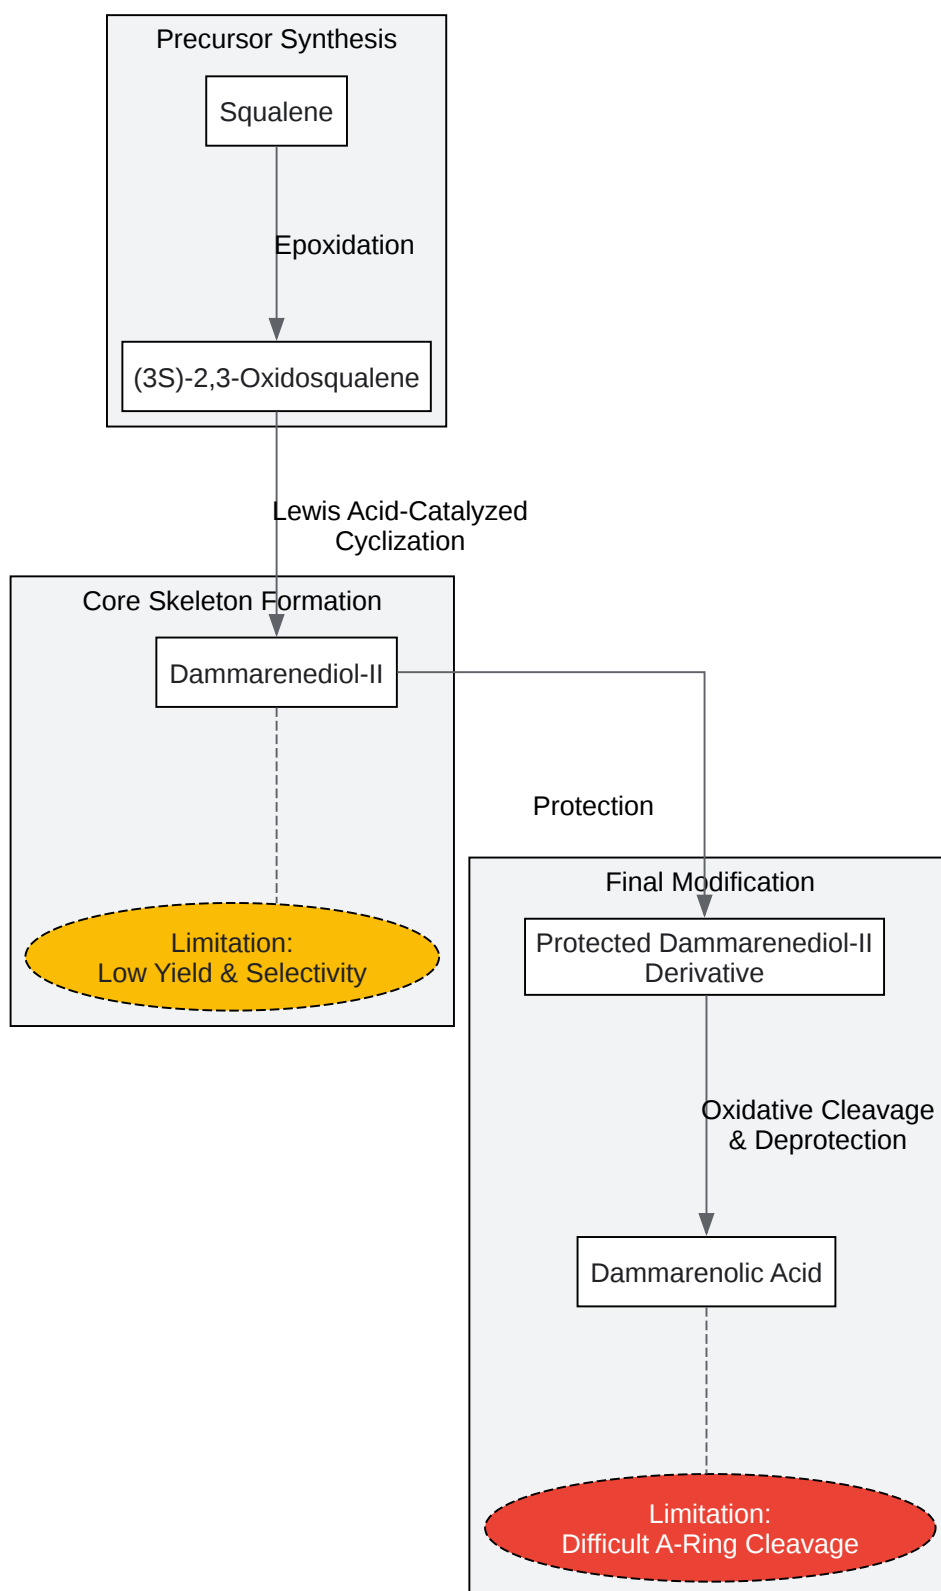 Precursor Synthesis
Squalene
Epoxidation
(3S)-2,3-Oxidosqualene
Lewis Acid-Catalyzed
Cyclization
Core Skeleton Formation
Dammarenediol-II
Protection
Limitation:
Low Yield & Selectivity
Final Modification
Protected Dammarenediol-II
Derivative
Oxidative Cleavage
& Deprotection
Dammarenolic Acid
Limitation:
Difficult A-Ring Cleavage